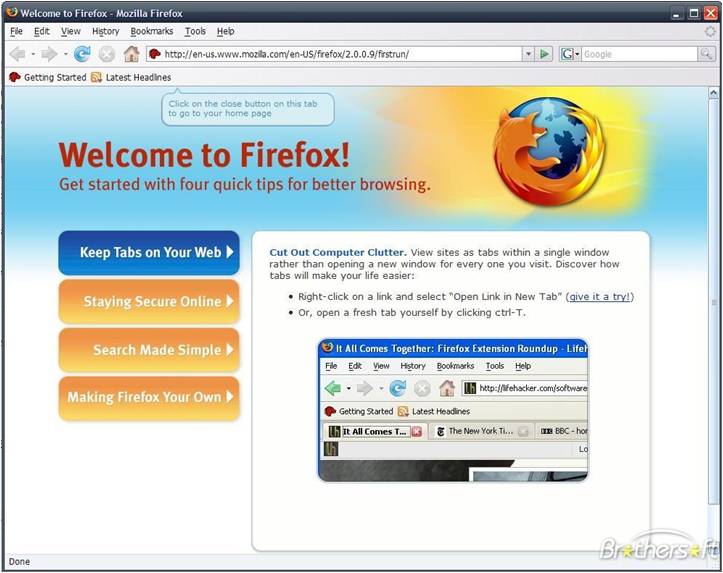 Welcome to Firefox - Mozilla Firefox
File Edit View History Bookmarks Tools Help
http://en-us.www.mozilla.com/en-US/firefox/2.0.0.9/firstrun/
G Google
Getting Started Latest Headlines
Click on the close button on this tab
to go to your home page
Welcome to Firefox!
Get started with four quick tips for better browsing.
Keep Tabs on Your Web
Staying Secure Online
Search Made Simple
Making Firefox Your Own
Cut Out Computer Clutter. View sites as tabs within a single window
rather than opening a new window for every one you visit. Discover how
tabs will make your life easier:
• Right-click on a link and select “Open Link in New Tab” (give it a try!)
• Or, open a fresh tab yourself by clicking ctrl-T.
It All Comes Together: Firefox Extension Roundup - Lifeh
File Edit View History Bookmarks Tools Help
http://lifehacker.com/software
Getting Started Latest Headlines
It All Comes T... The New York Ti... BBC - hor
Lo
Done
Brothersoft